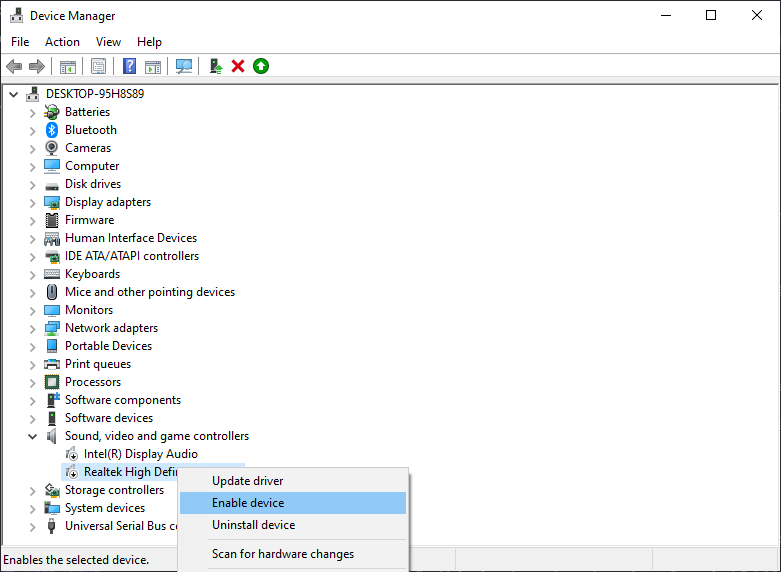 Device Manager
File Action View Help
DESKTOP-95H8S89
Batteries
Bluetooth
Cameras
Computer
Disk drives
Display adapters
Firmware
Human Interface Devices
IDE ATA/ATAPI controllers
Keyboards
Mice and other pointing devices
Monitors
Network adapters
Portable Devices
Print queues
Processors
Software components
Software devices
Sound, video and game controllers
Intel(R) Display Audio
Realtek High Defin
Update driver
Storage controllers
Enable device
System devices
Uninstall device
Universal Serial Bus co
Scan for hardware changes
Enables the selected device.